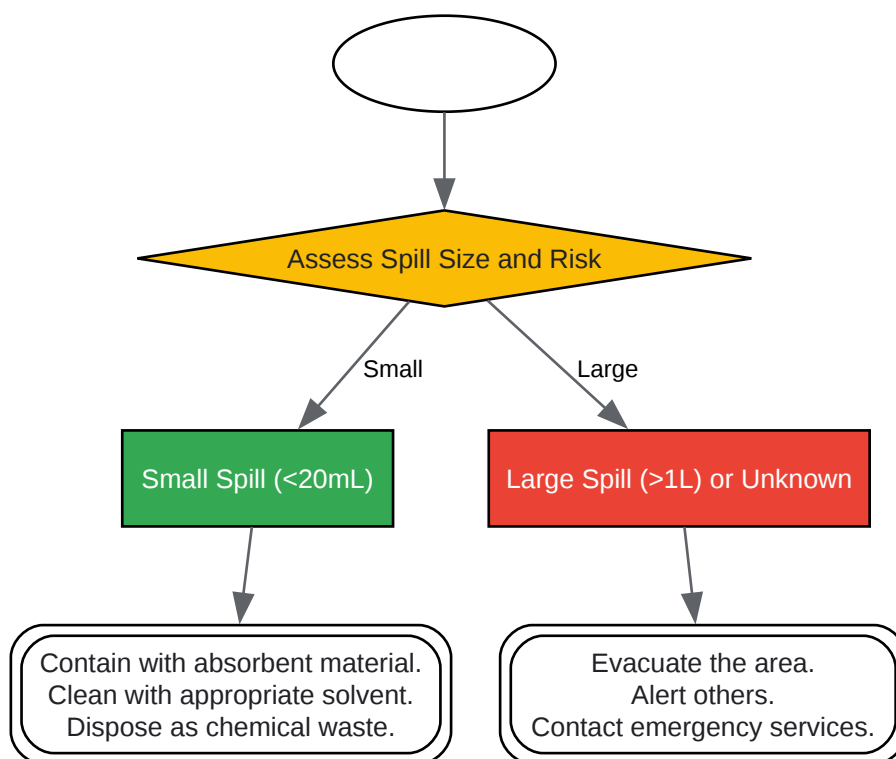 Assess Spill Size and Risk
Small
Large
Small Spill (<20mL)
Large Spill (>1L) or Unknown
Contain with absorbent material.
Clean with appropriate solvent.
Dispose as chemical waste.
Evacuate the area.
Alert others.
Contact emergency services.